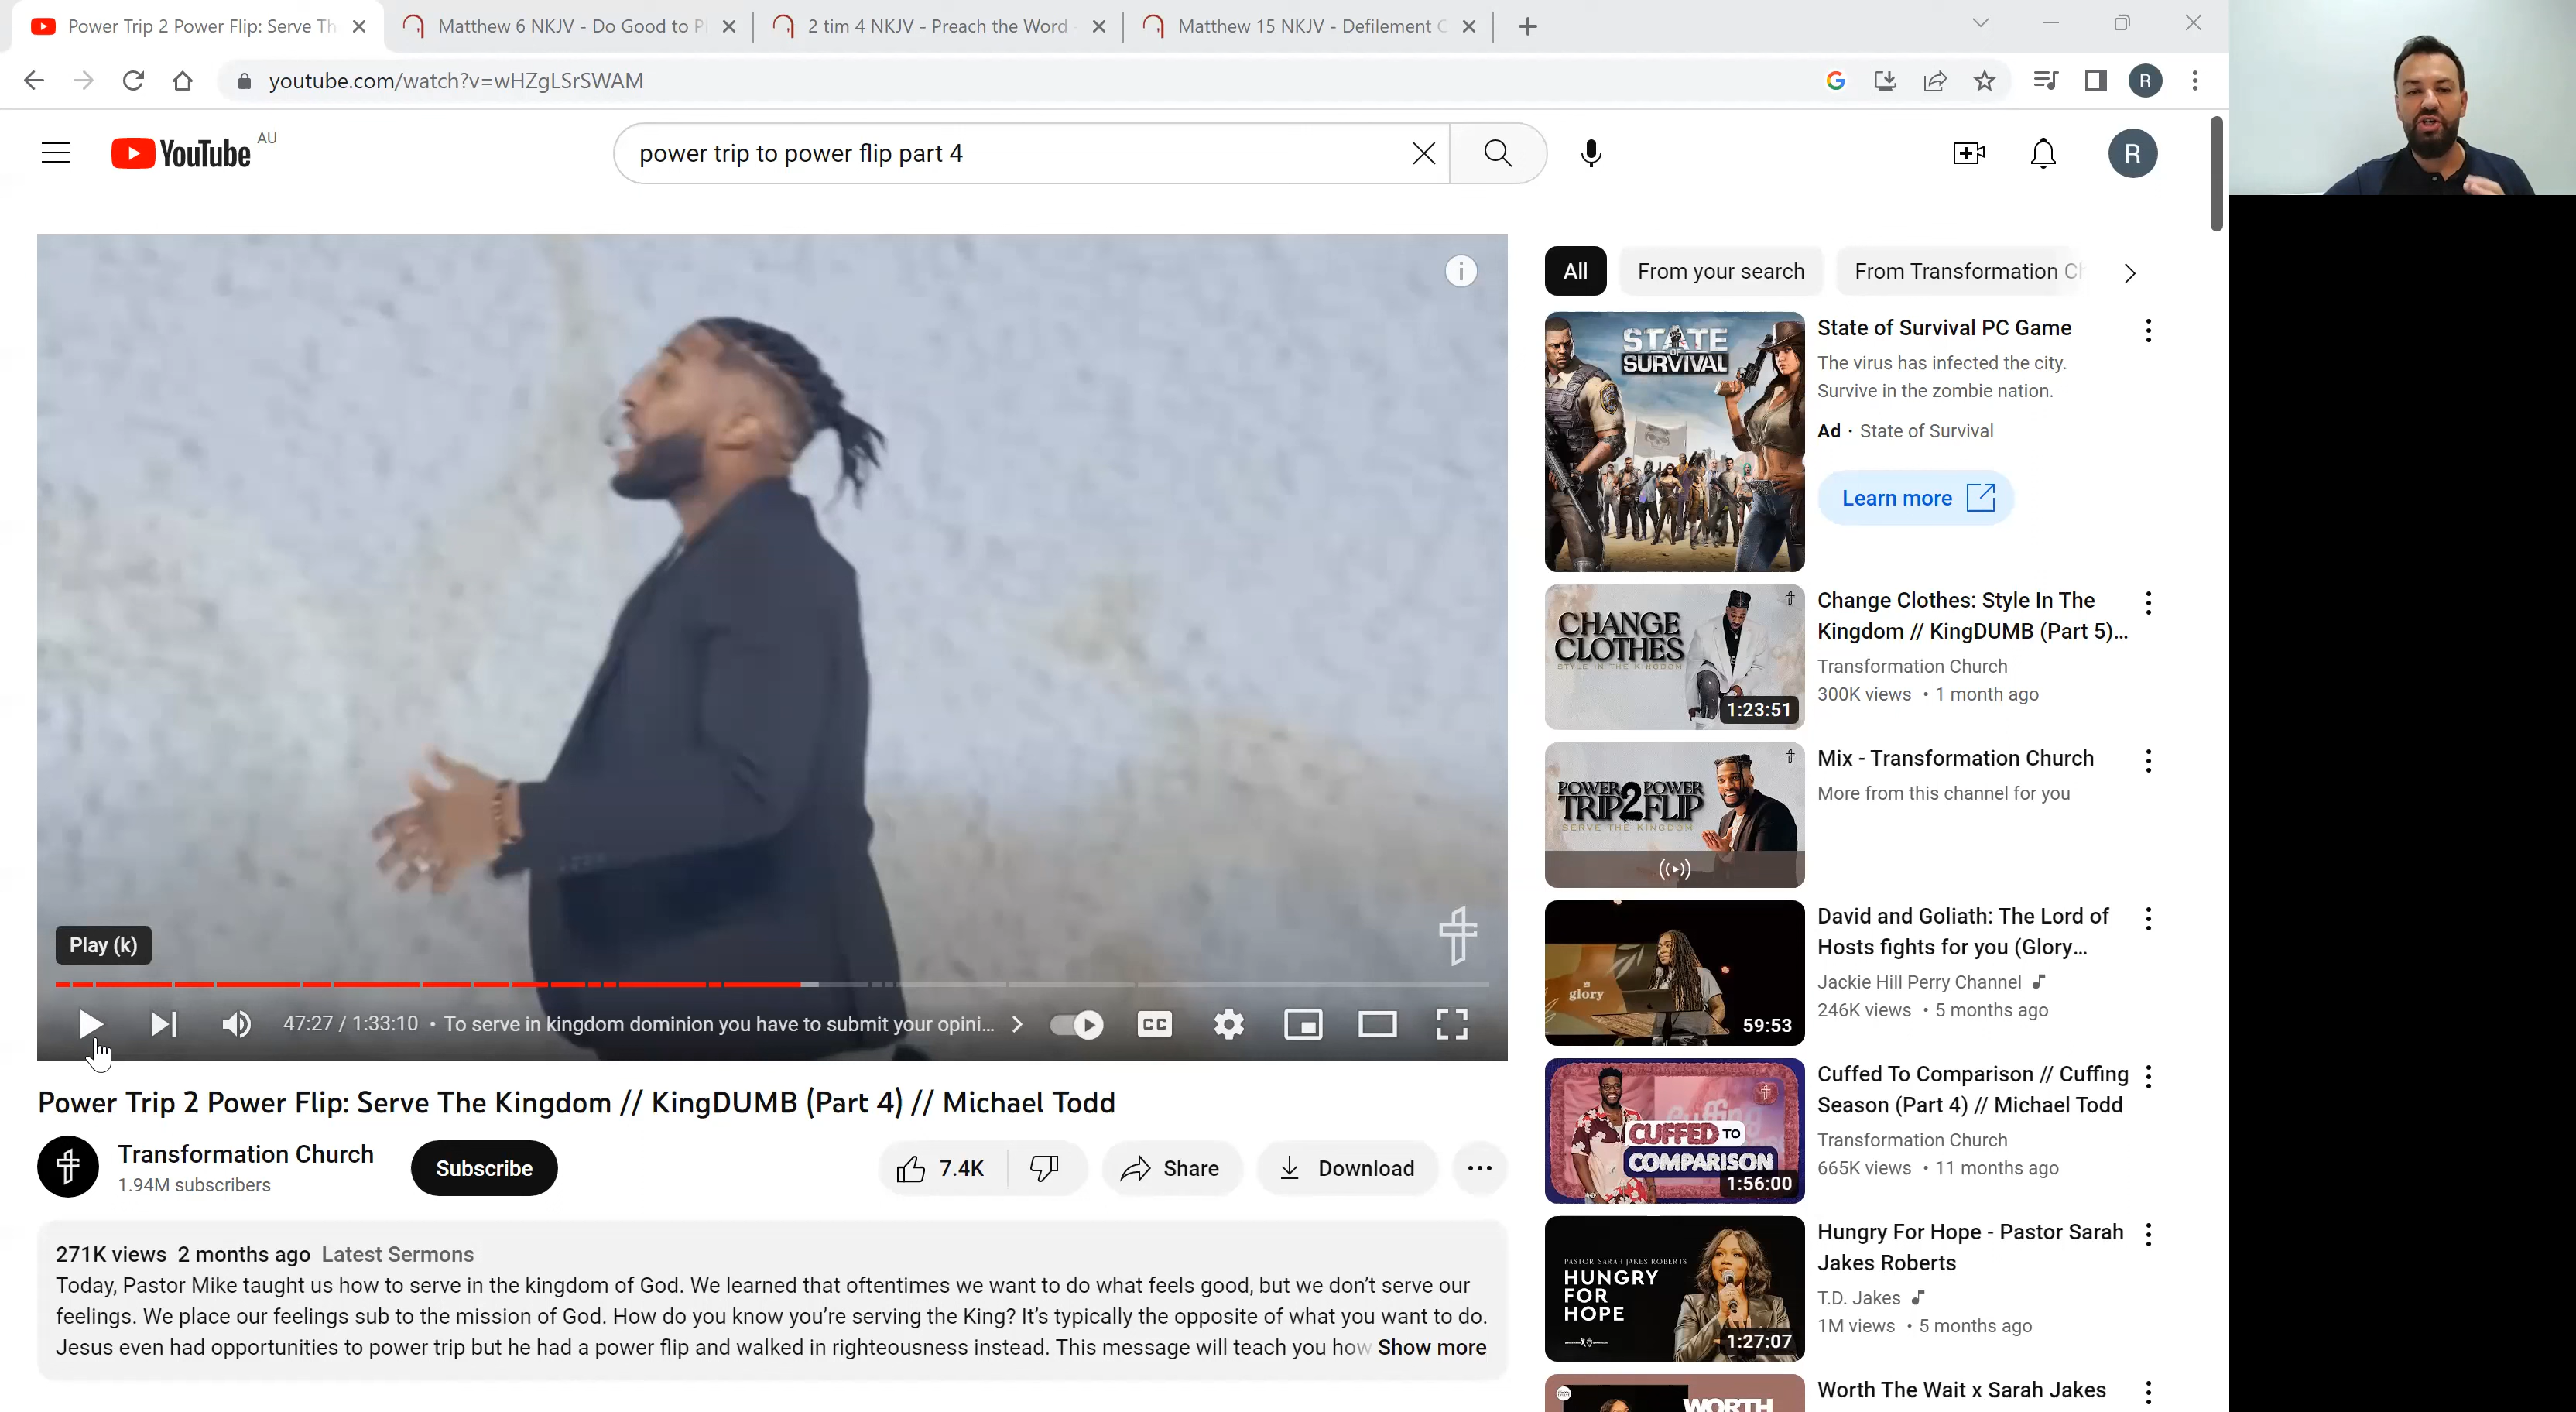 Power Trip 2 Power Flip: Serve Th
Matthew 6 NKJV - Do Good to P
2 tim 4 NKJV - Preach the Word -
Matthew 15 NKJV - Defilement C
youtube.com/watch?v=wHZgLSrSWAM
R
YouTube AU
power trip to power flip part 4
R
All
From your search
From Transformation Ch
STATE OF SURVIVAL
State of Survival PC Game
The virus has infected the city.
Survive in the zombie nation.
Ad · State of Survival
Learn more
CHANGE
CLOTHES
STYLE IN THE KINGDOM
1:23:51
Change Clothes: Style In The
Kingdom // KingDUMB (Part 5)...
Transformation Church
300K views • 1 month ago
POWER 2 POWER
TRIP FLIP
SERVE THE KINGDOM
Mix - Transformation Church
More from this channel for you
glory
59:53
David and Goliath: The Lord of
Hosts fights for you (Glory...
Jackie Hill Perry Channel
246K views • 5 months ago
CUFFED TO
COMPARISON
1:56:00
Cuffed To Comparison // Cuffing
Season (Part 4) // Michael Todd
Transformation Church
665K views • 11 months ago
PASTOR SARAH JAKES ROBERTS
HUNGRY
FOR
HOPE
1:27:07
Hungry For Hope - Pastor Sarah
Jakes Roberts
T.D. Jakes
1M views • 5 months ago
WORTH
Worth The Wait x Sarah Jakes
Play (k)
47:27 / 1:33:10 • To serve in kingdom dominion you have to submit your opini...
CC
Power Trip 2 Power Flip: Serve The Kingdom // KingDUMB (Part 4) // Michael Todd
Transformation Church
1.94M subscribers
Subscribe
7.4K
Share
Download
271K views 2 months ago Latest Sermons
Today, Pastor Mike taught us how to serve in the kingdom of God. We learned that oftentimes we want to do what feels good, but we don't serve our
feelings. We place our feelings sub to the mission of God. How do you know you're serving the King? It's typically the opposite of what you want to do.
Jesus even had opportunities to power trip but he had a power flip and walked in righteousness instead. This message will teach you how Show more